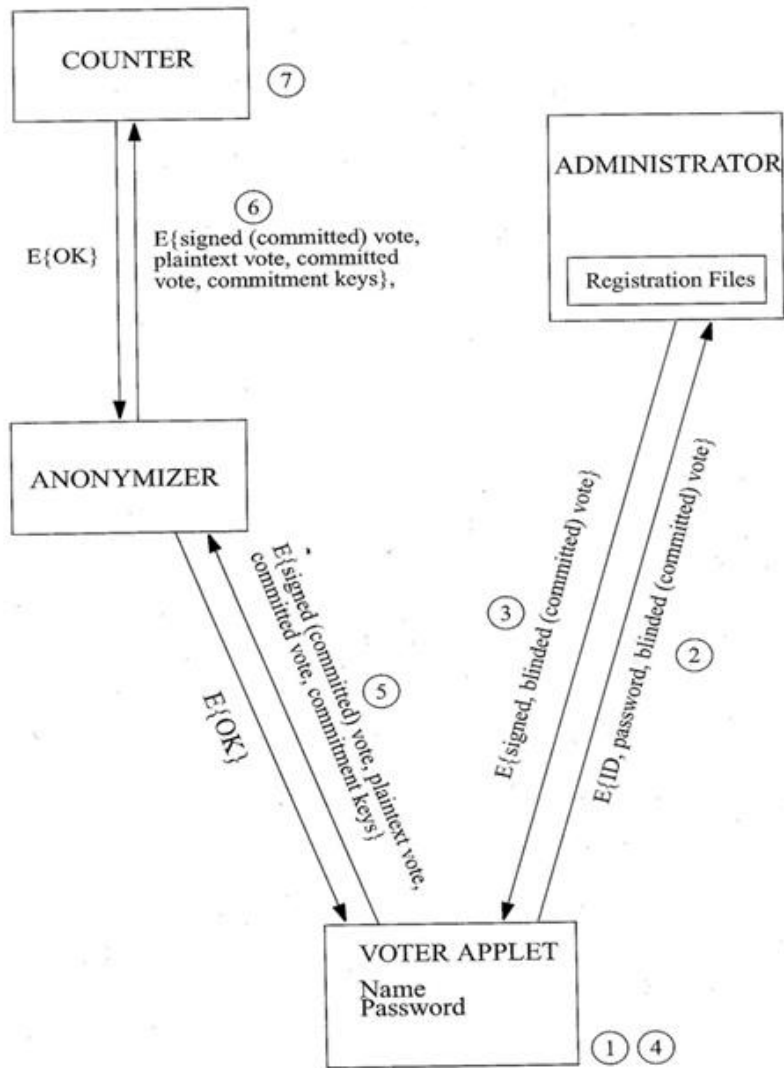 COUNTER
7
ADMINISTRATOR
Registration Files
6
E{OK}
E{signed (committed) vote,
plaintext vote, committed
vote, commitment keys},
ANONYMIZER
E{OK}
E{signed (committed) vote, plaintext vote,
committed vote, commitment keys}
5
3
E{signed, blinded (committed) vote}
2
E{ID, password, blinded (committed) vote}
VOTER APPLET
Name
Password
1 4